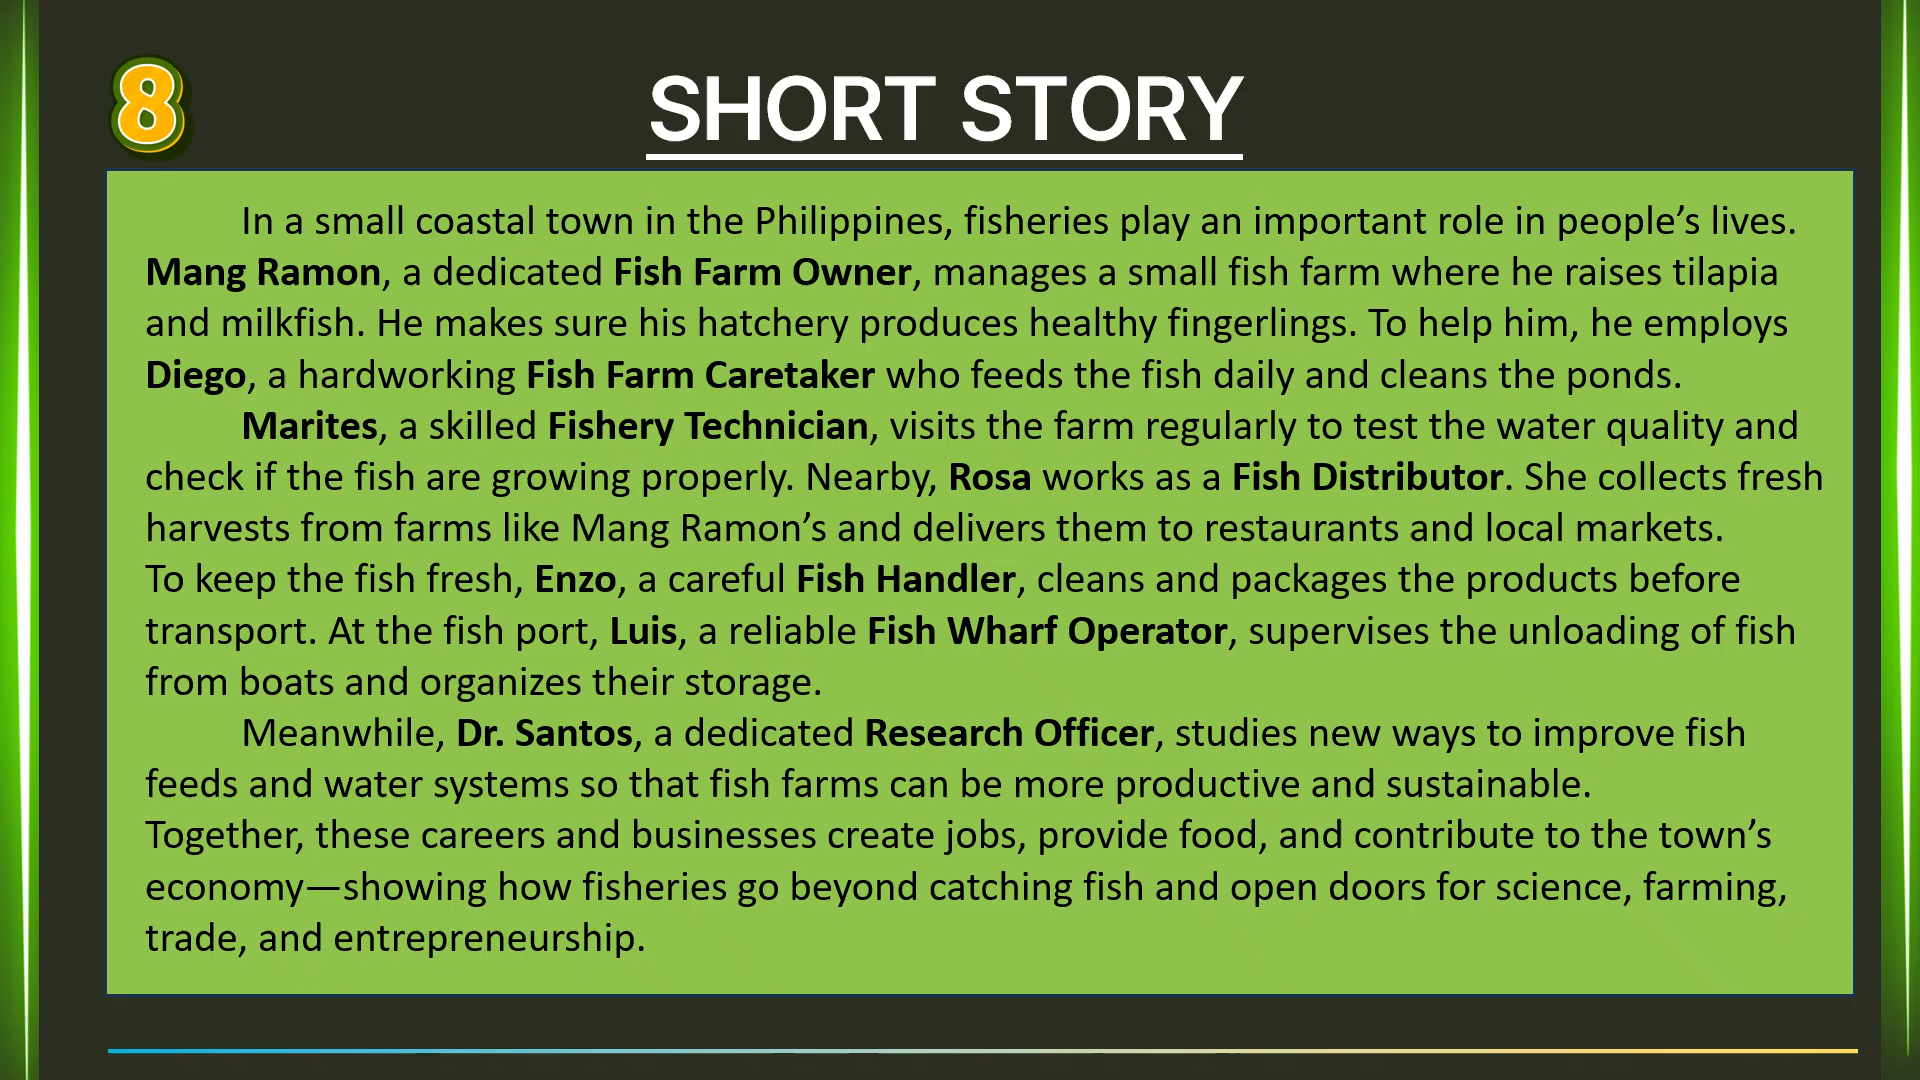 8
SHORT STORY
In a small coastal town in the Philippines, fisheries play an important role in people’s lives.
Mang Ramon, a dedicated Fish Farm Owner, manages a small fish farm where he raises tilapia
and milkfish. He makes sure his hatchery produces healthy fingerlings. To help him, he employs
Diego, a hardworking Fish Farm Caretaker who feeds the fish daily and cleans the ponds.
Marites, a skilled Fishery Technician, visits the farm regularly to test the water quality and
check if the fish are growing properly. Nearby, Rosa works as a Fish Distributor. She collects fresh
harvests from farms like Mang Ramon’s and delivers them to restaurants and local markets.
To keep the fish fresh, Enzo, a careful Fish Handler, cleans and packages the products before
transport. At the fish port, Luis, a reliable Fish Wharf Operator, supervises the unloading of fish
from boats and organizes their storage.
Meanwhile, Dr. Santos, a dedicated Research Officer, studies new ways to improve fish
feeds and water systems so that fish farms can be more productive and sustainable.
Together, these careers and businesses create jobs, provide food, and contribute to the town’s
economy—showing how fisheries go beyond catching fish and open doors for science, farming,
trade, and entrepreneurship.